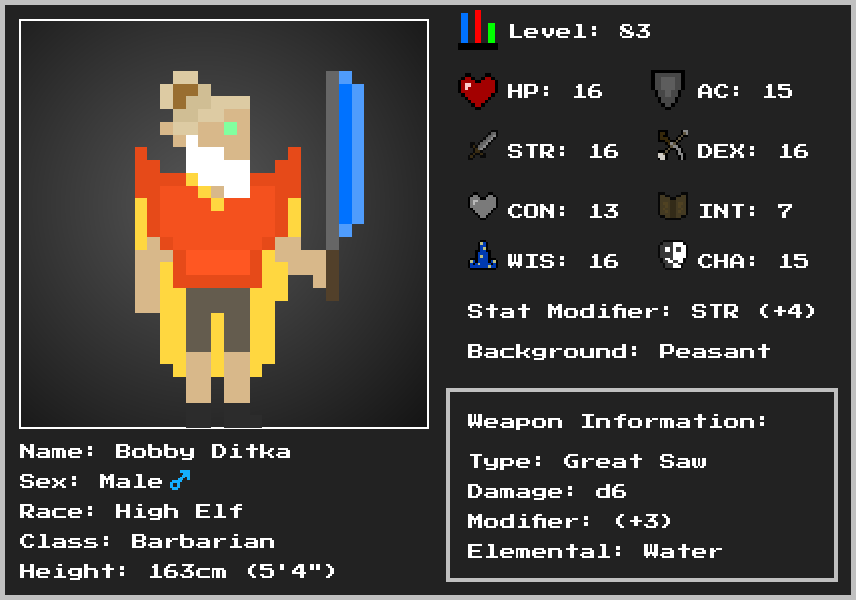 Level: 83
HP: 16 AC: 15
STR: 16 DEX: 16
CON: 13 INT: 7
WIS: 16 CHA: 15
Stat Modifier: STR (+4)
Background: Peasant
Weapon Information:
Type: Great Saw
Damage: d6
Modifier: (+3)
Elemental: Water
Name: Bobby Ditka
Sex: Male♂
Race: High Elf
Class: Barbarian
Height: 163cm (5'4")